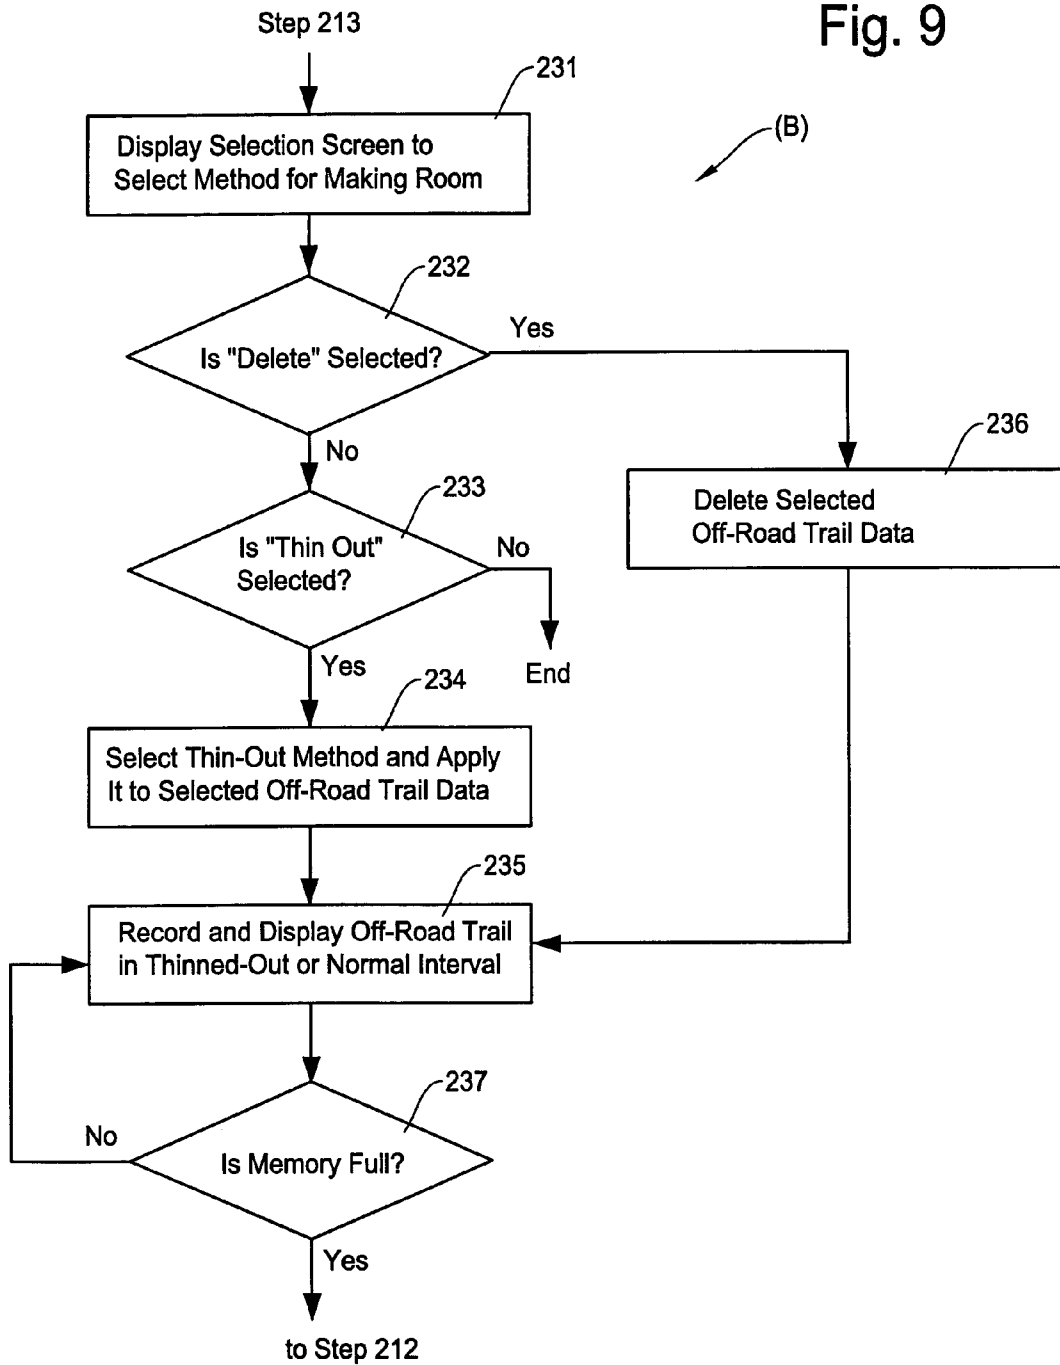 Fig. 9
Step 213
231
(B)
Display Selection Screen to
Select Method for Making Room
232
Yes
Is "Delete" Selected?
236
No
233
Delete Selected
Off-Road Trail Data
Is "Thin Out"
Selected?
No
Yes
End
234
Select Thin-Out Method and Apply
It to Selected Off-Road Trail Data
235
Record and Display Off-Road Trail
in Thinned-Out or Normal Interval
237
No
Is Memory Full?
Yes
to Step 212